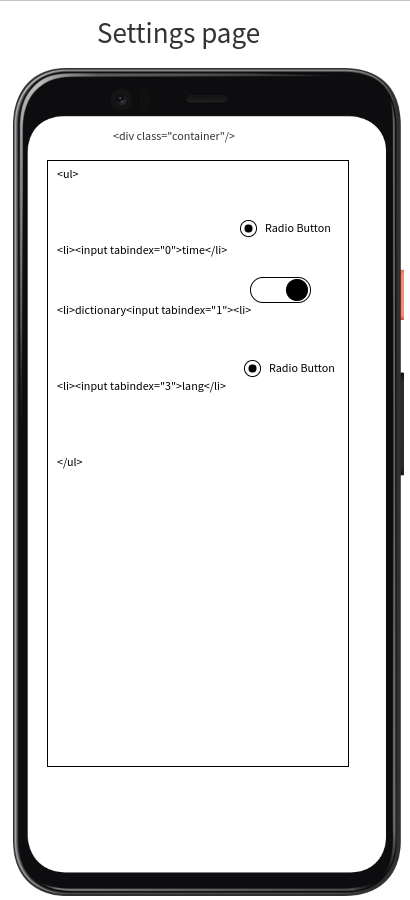 Settings page
<div class="container"/>
<ul>
Radio Button
<li><input tabindex="0">time</li>
<li>dictionary<input tabindex="1"><li>
Radio Button
<li><input tabindex="3">lang</li>
</ul>